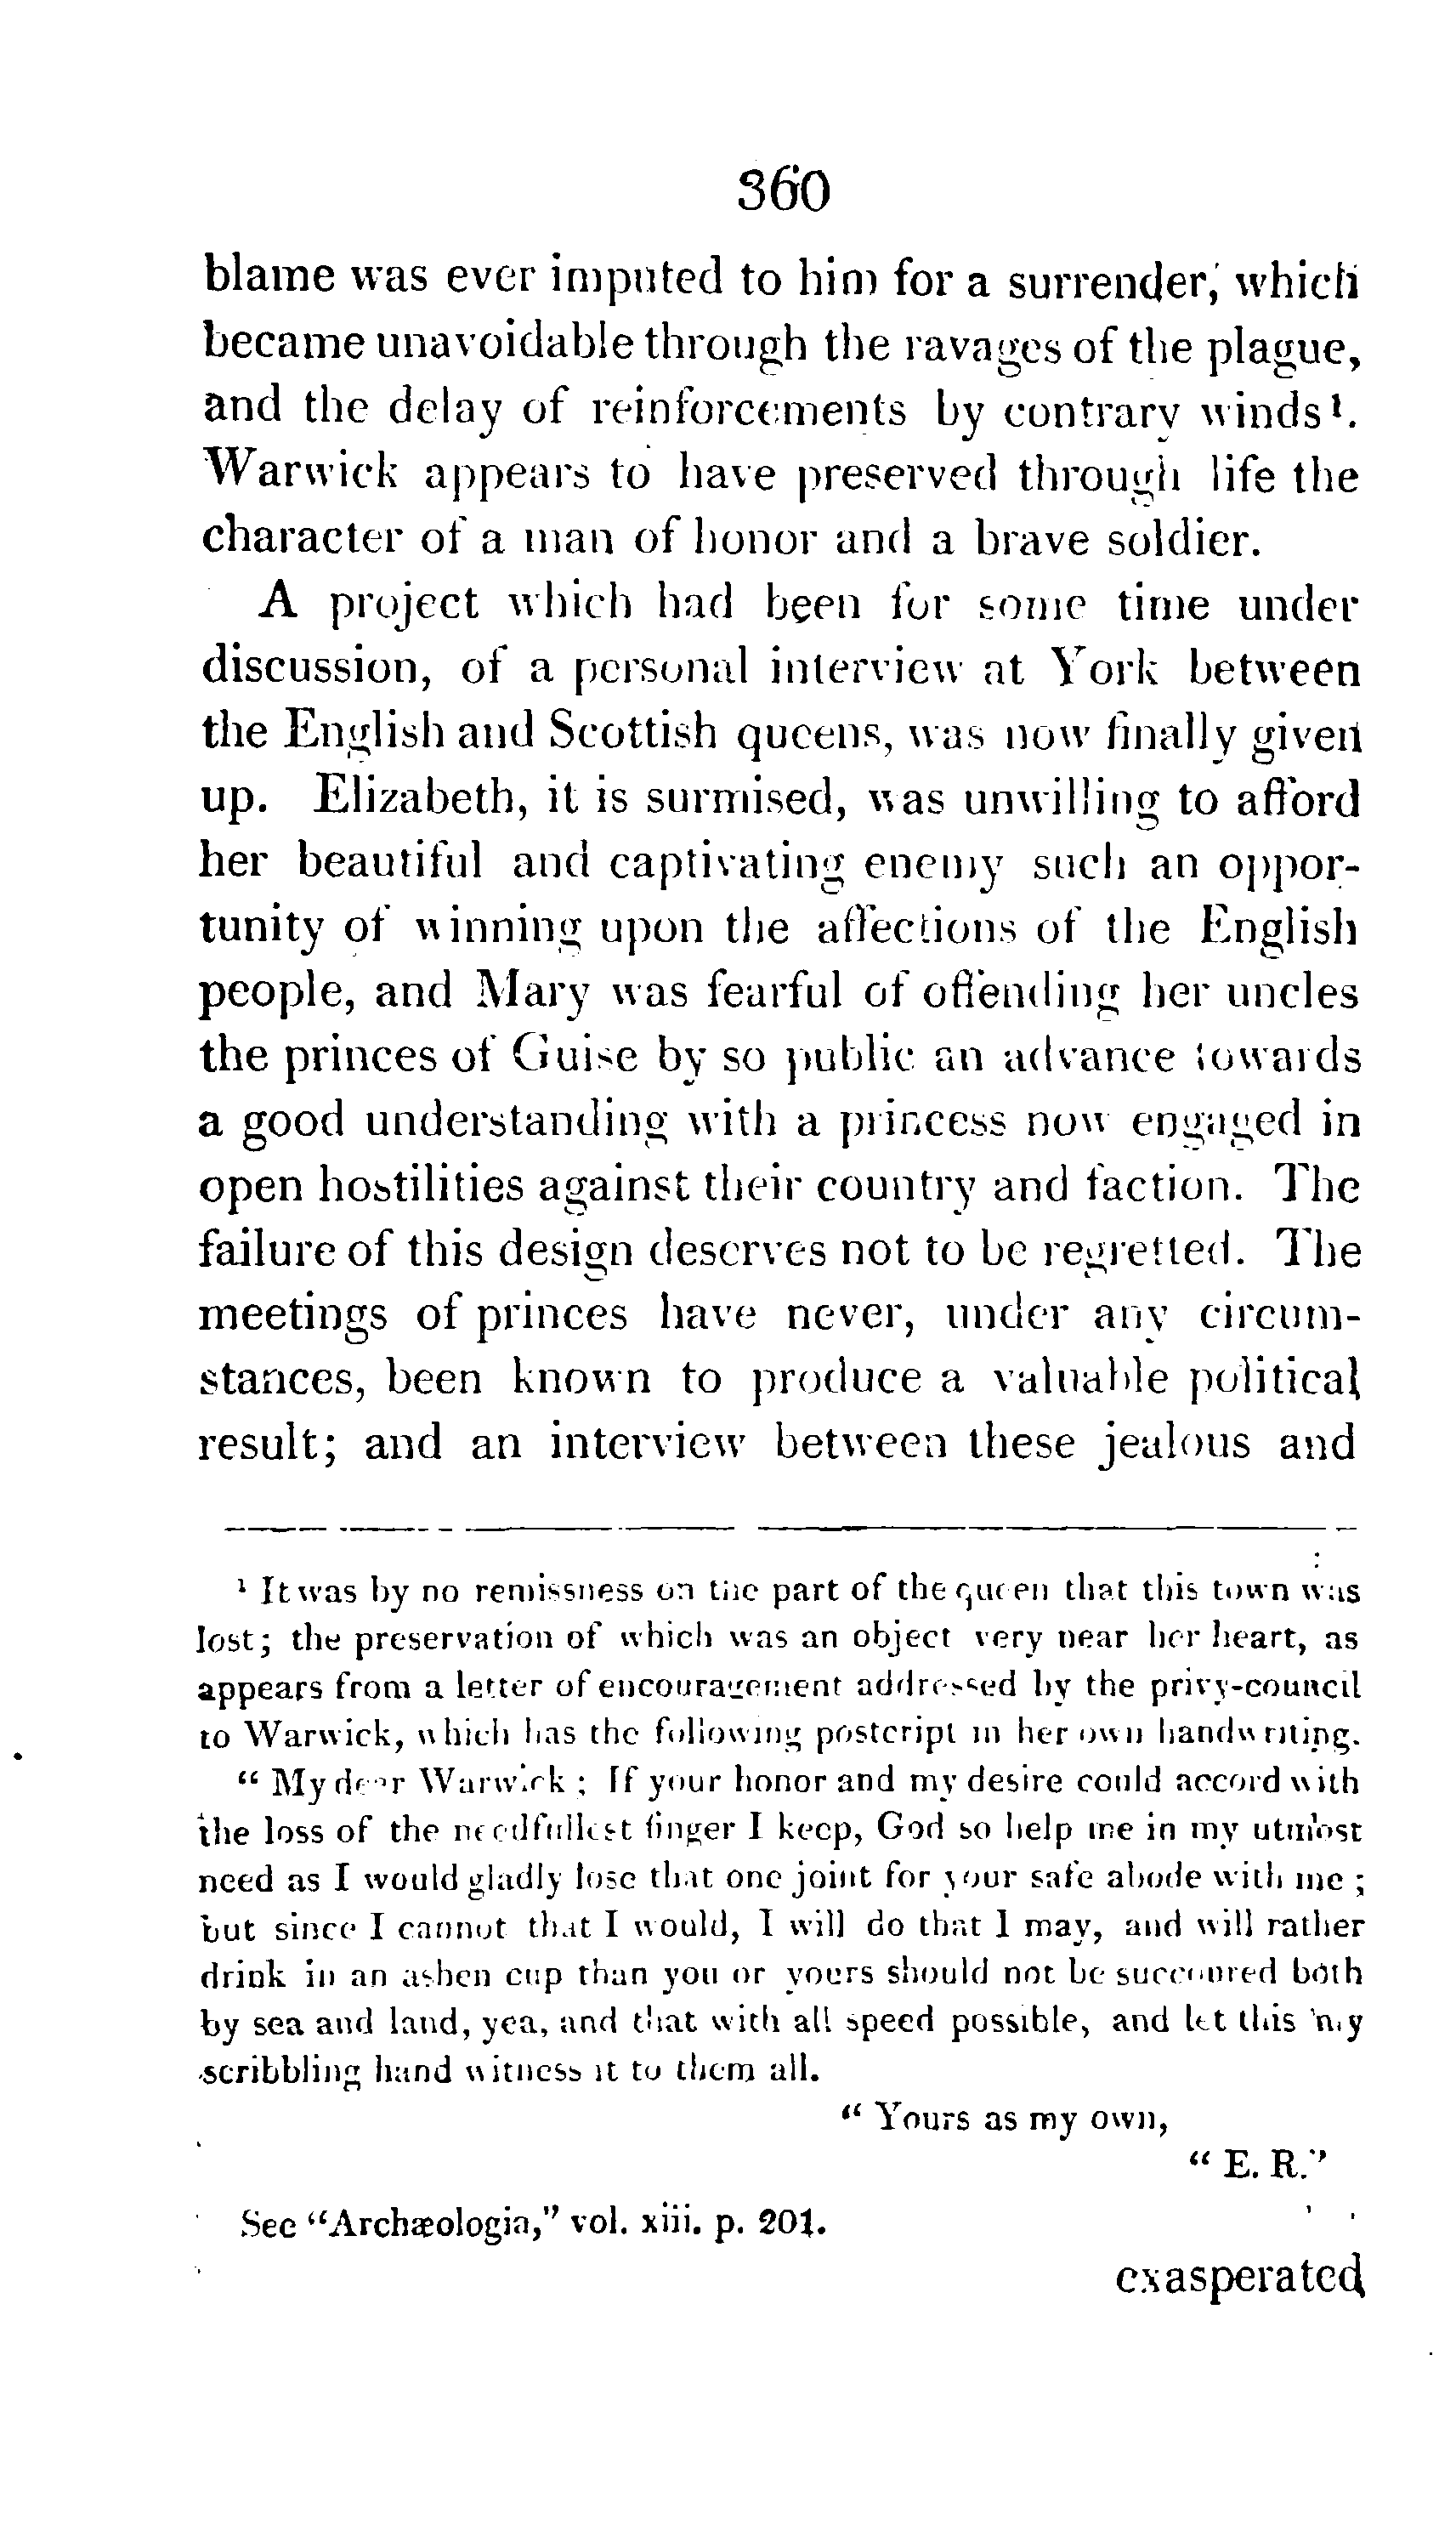 360
blame was ever imputed to him for a surrender, which
became unavoidable through the ravages of the plague,
and the delay of reinforcements by contrary winds¹.
Warwick appears to have preserved through life the
character of a man of honor and a brave soldier.
A project which had been for some time under
discussion, of a personal interview at York between
the English and Scottish queens, was now finally given
up. Elizabeth, it is surmised, was unwilling to afford
her beautiful and captivating enemy such an oppor-
tunity of winning upon the affections of the English
people, and Mary was fearful of offending her uncles
the princes of Guise by so public an advance towards
a good understanding with a princess now engaged in
open hostilities against their country and faction. The
failure of this design deserves not to be regretted. The
meetings of princes have never, under any circum-
stances, been known to produce a valuable political
result; and an interview between these jealous and
¹ It was by no remissness on the part of the queen that this town was
lost; the preservation of which was an object very near her heart, as
appears from a letter of encouragement addressed by the privy-council
to Warwick, which has the following postcript in her own handwriting.
“ My dear Warwick ; If your honor and my desire could accord with
the loss of the needfullest finger I keep, God so help me in my utmost
need as I would gladly lose that one joint for your safe abode with me ;
but since I cannot that I would, I will do that I may, and will rather
drink in an ashen cup than you or yours should not be succoured both
by sea and land, yea, and that with all speed possible, and let this my
scribbling hand witness it to them all.
“ Yours as my own,
“ E. R.”
See “Archæologia,” vol. xiii. p. 201.
exasperated